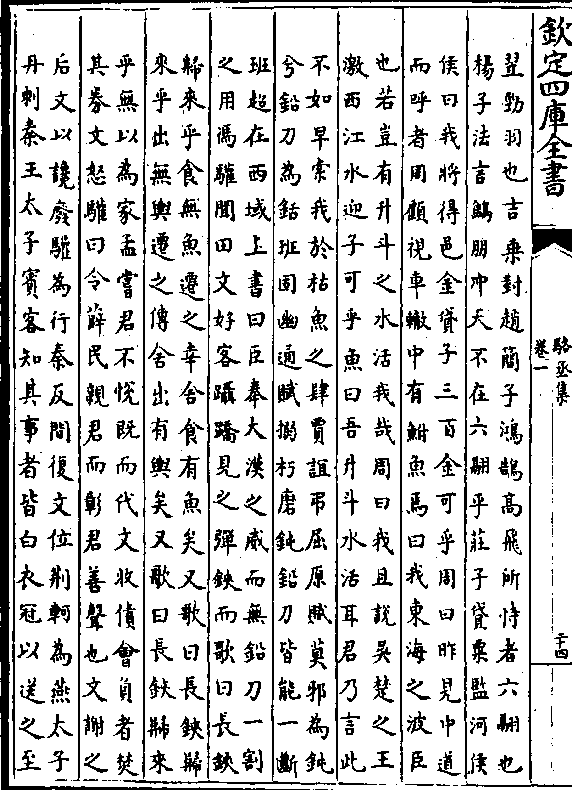 欽定四庫全書
駱丞集
卷一
二十四
翌勁羽也吉乗對趙簡子鴻鵠髙飛所恃者六翮也
楊子法言鷦朋冲天不在六翮乎莊子貸粟監河侯
侯曰我將得邑金貸子三百金可乎周曰昨見中道
而呼者周顧視車轍中有鮒魚焉曰我東海之波臣
也若豈有升斗之水活我哉周曰我且說吳楚之王
激西江水迎子可乎魚曰吾升斗水活耳君乃言此
不如早索我於枯魚之肆賈誼弔屈原賦莫邪為鈍
兮鉛刀為銛班固幽通賦搦朽磨鈍鉛刀皆能一斷
班超在西域上書曰臣奉大漢之威而無鉛刀一割
之用馮驩聞田文好客躡蹻見之彈鋏而歌曰長鋏
歸來乎食無魚遷之幸舍食有魚矣又歌曰長鋏歸
來乎出無輿遷之傳舍出有輿矣又歌曰長鋏歸來
乎無以為家孟嘗君不悅既而代文收債會負者焚
其券文怒驩曰令薛民親君而彰君善聲也文謝之
后文以讒廢驩為行秦反間復文位荆軻為燕太子
丹刺秦王太子賓客知其事者皆白衣冠以送之至